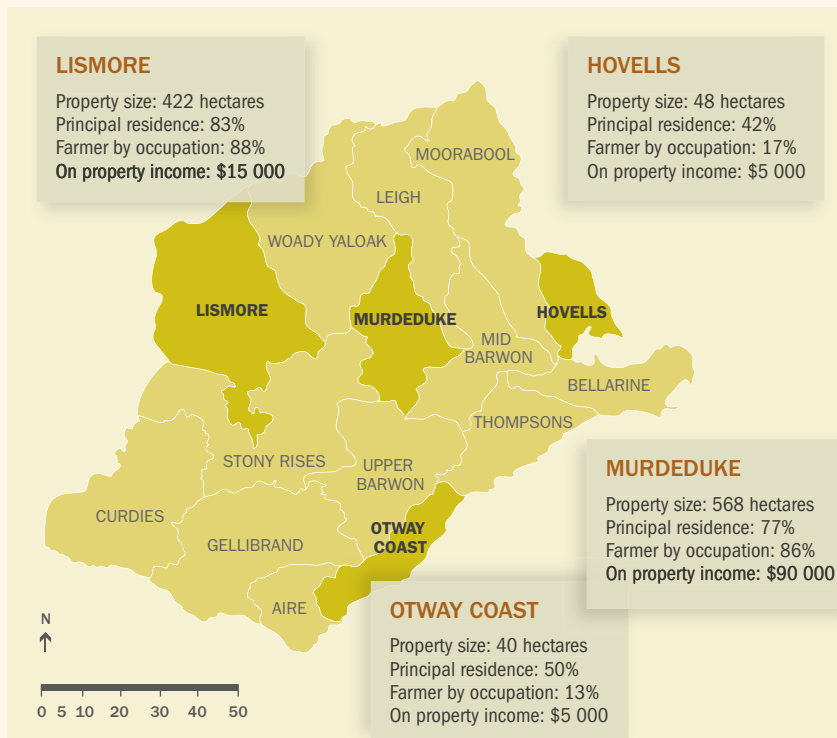 LISMORE
Property size: 422 hectares
Principal residence: 83%
Farmer by occupation: 88%
On property income: $15 000
HOVELLS
Property size: 48 hectares
Principal residence: 42%
Farmer by occupation: 17%
On property income: $5 000
MOORABOOL
LEIGH
WOADY YALOAK
LISMORE
MURDEDUKE
HOVELLS
MID
BARWON
BELLARINE
THOMPSONS
STONY RISES
UPPER
BARWON
CURDIES
GELLIBRAND
OTWAY
COAST
AIRE
MURDEDUKE
Property size: 568 hectares
Principal residence: 77%
Farmer by occupation: 86%
On property income: $90 000
OTWAY COAST
Property size: 40 hectares
Principal residence: 50%
Farmer by occupation: 13%
On property income: $5 000
N
0 5 10 20 30 40 50